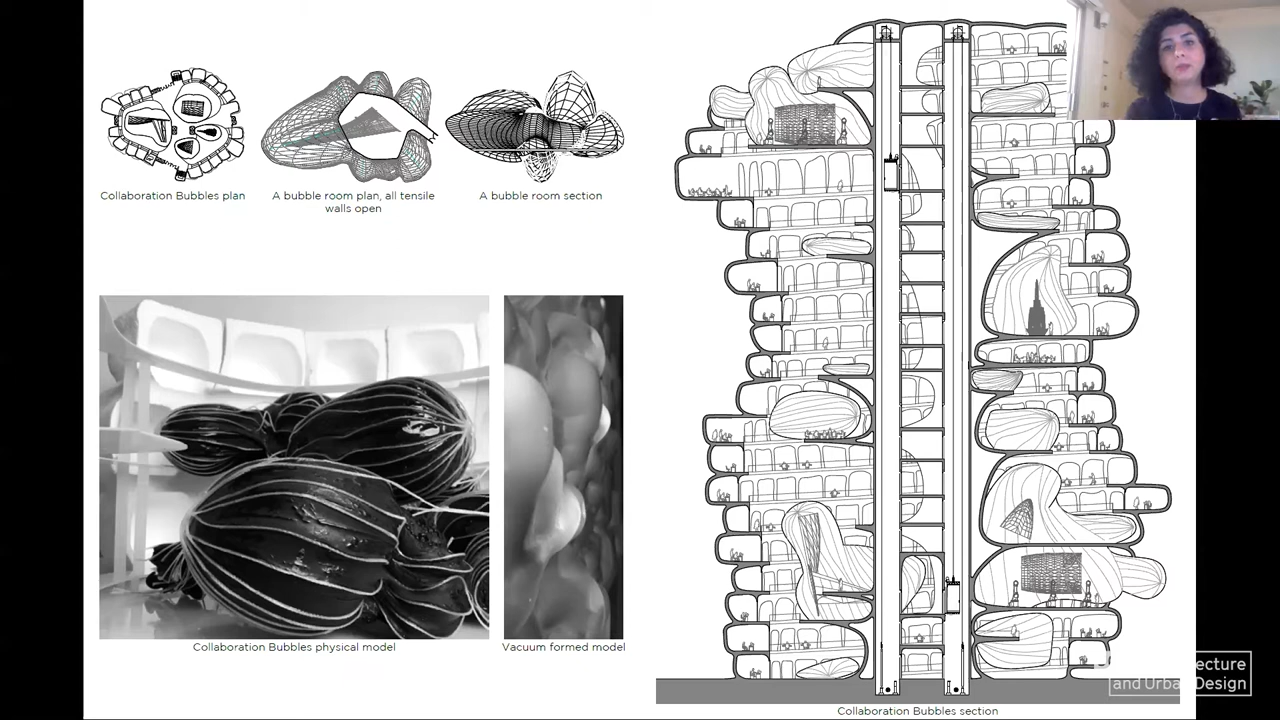 Collaboration Bubbles plan
A bubble room plan, all tensile
walls open
A bubble room section
Collaboration Bubbles physical model
Vacuum formed model
Collaboration Bubbles section
and Urban Design